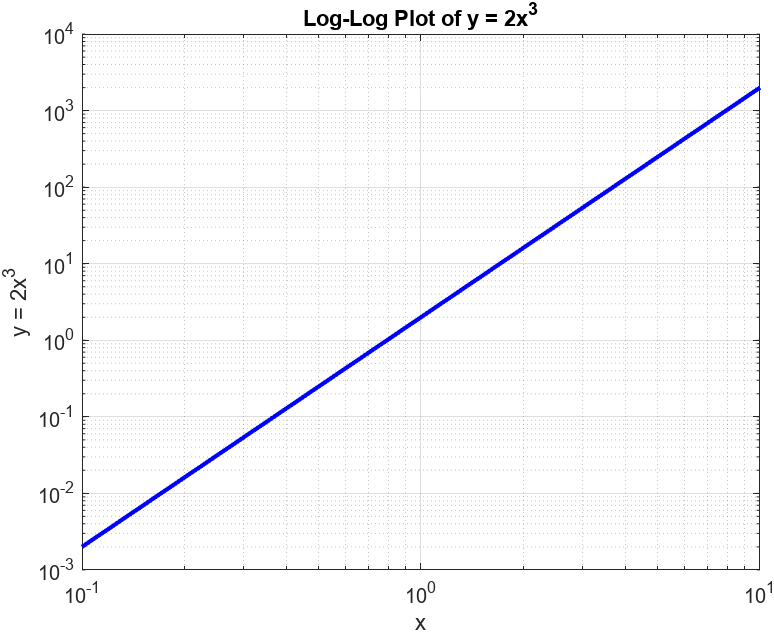 Log-Log Plot of y = 2x³
10⁴
10³
10²
10¹
10⁰
10⁻¹
10⁻²
10⁻³
y = 2x³
10⁻¹ 10⁰ 10¹
x